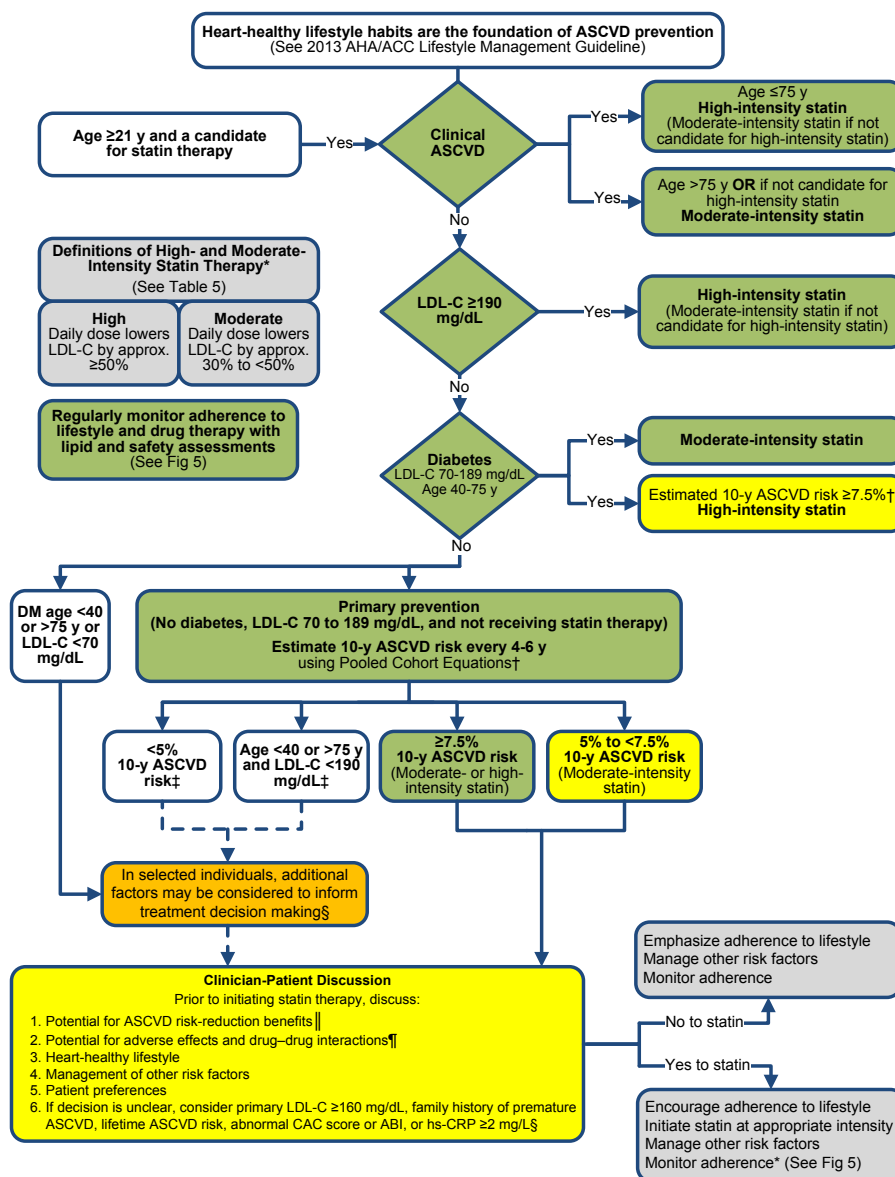 Heart-healthy lifestyle habits are the foundation of ASCVD prevention
(See 2013 AHA/ACC Lifestyle Management Guideline)
Age ≥21 y and a candidate
for statin therapy
Yes
Clinical
ASCVD
Yes
Age ≤75 y
High-intensity statin
(Moderate-intensity statin if not
candidate for high-intensity statin)
Yes
Age >75 y OR if not candidate for
high-intensity statin
Moderate-intensity statin
No
Definitions of High- and Moderate-
Intensity Statin Therapy*
(See Table 5)
High
Daily dose lowers
LDL-C by approx.
≥50%
Moderate
Daily dose lowers
LDL-C by approx.
30% to <50%
LDL-C ≥190
mg/dL
Yes
High-intensity statin
(Moderate-intensity statin if not
candidate for high-intensity statin)
No
Regularly monitor adherence to
lifestyle and drug therapy with
lipid and safety assessments
(See Fig 5)
Diabetes
LDL-C 70-189 mg/dL
Age 40-75 y
Yes
Moderate-intensity statin
Yes
Estimated 10-y ASCVD risk ≥7.5%†
High-intensity statin
No
DM age <40
or >75 y or
LDL-C <70
mg/dL
Primary prevention
(No diabetes, LDL-C 70 to 189 mg/dL, and not receiving statin therapy)
Estimate 10-y ASCVD risk every 4-6 y
using Pooled Cohort Equations†
<5%
10-y ASCVD
risk‡
Age <40 or >75 y
and LDL-C <190
mg/dL‡
≥7.5%
10-y ASCVD risk
(Moderate- or high-
intensity statin)
5% to <7.5%
10-y ASCVD risk
(Moderate-intensity
statin)
In selected individuals, additional
factors may be considered to inform
treatment decision making§
Clinician-Patient Discussion
Prior to initiating statin therapy, discuss:
1. Potential for ASCVD risk-reduction benefits‖
2. Potential for adverse effects and drug–drug interactions¶
3. Heart-healthy lifestyle
4. Management of other risk factors
5. Patient preferences
6. If decision is unclear, consider primary LDL-C ≥160 mg/dL, family history of premature
ASCVD, lifetime ASCVD risk, abnormal CAC score or ABI, or hs-CRP ≥2 mg/L§
Emphasize adherence to lifestyle
Manage other risk factors
Monitor adherence
No to statin
Yes to statin
Encourage adherence to lifestyle
Initiate statin at appropriate intensity
Manage other risk factors
Monitor adherence* (See Fig 5)